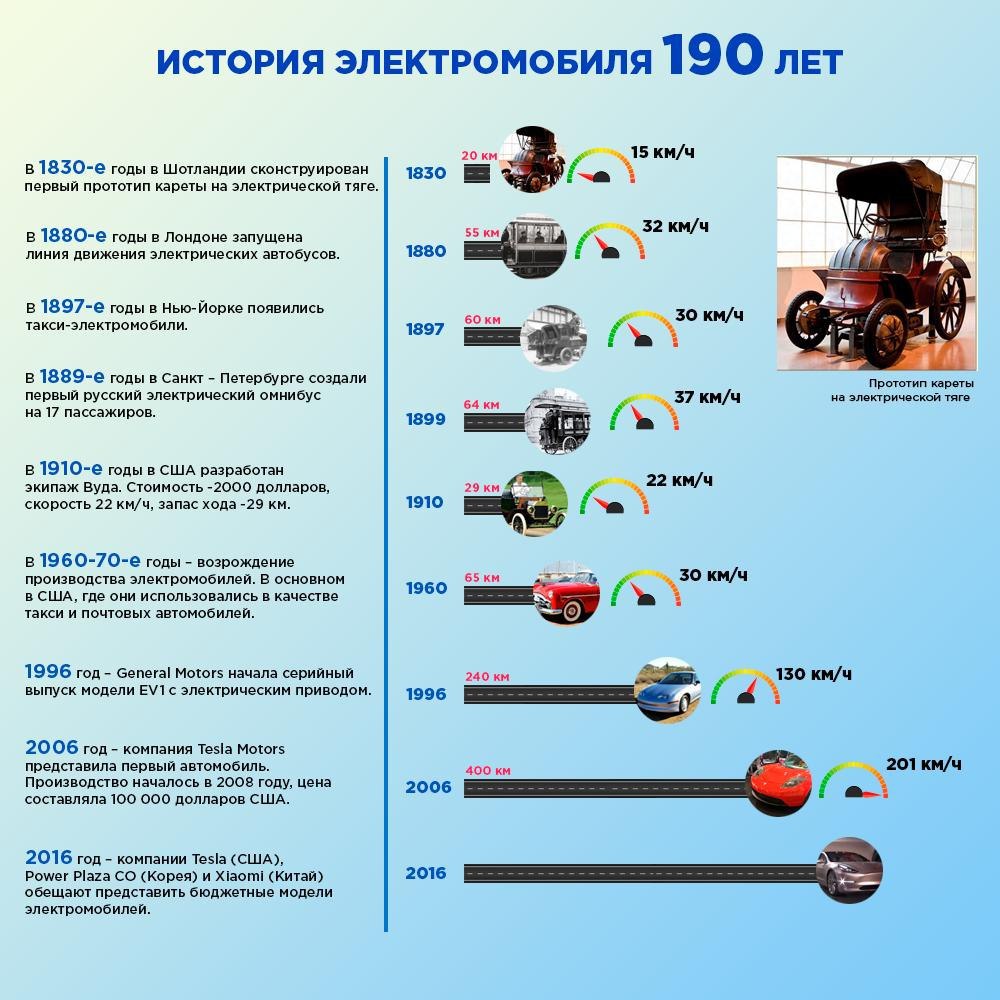 ИСТОРИЯ ЭЛЕКТРОМОБИЛЯ 190 ЛЕТ
В 1830-е годы в Шотландии сконструирован
первый прототип кареты на электрической тяге.
В 1880-е годы в Лондоне запущена
линия движения электрических автобусов.
В 1897-е годы в Нью-Йорке появились
такси-электромобили.
В 1889-е годы в Санкт – Петербурге создали
первый русский электрический омнибус
на 17 пассажиров.
В 1910-е годы в США разработан
экипаж Вуда. Стоимость -2000 долларов,
скорость 22 км/ч, запас хода -29 км.
В 1960-70-е годы – возрождение
производства электромобилей. В основном
в США, где они использовались в качестве
такси и почтовых автомобилей.
1996 год – General Motors начала серийный
выпуск модели EV1 с электрическим приводом.
2006 год – компания Tesla Motors
представила первый автомобиль.
Производство началось в 2008 году, цена
составляла 100 000 долларов США.
2016 год – компании Tesla (США),
Power Plaza CO (Корея) и Xiaomi (Китай)
обещают представить бюджетные модели
электромобилей.
1830 20 км 15 км/ч
1880 55 км 32 км/ч
1897 60 км 30 км/ч
1899 64 км 37 км/ч
1910 29 км 22 км/ч
1960 65 км 30 км/ч
1996 240 км 130 км/ч
2006 400 км 201 км/ч
2016
Прототип кареты
на электрической тяге